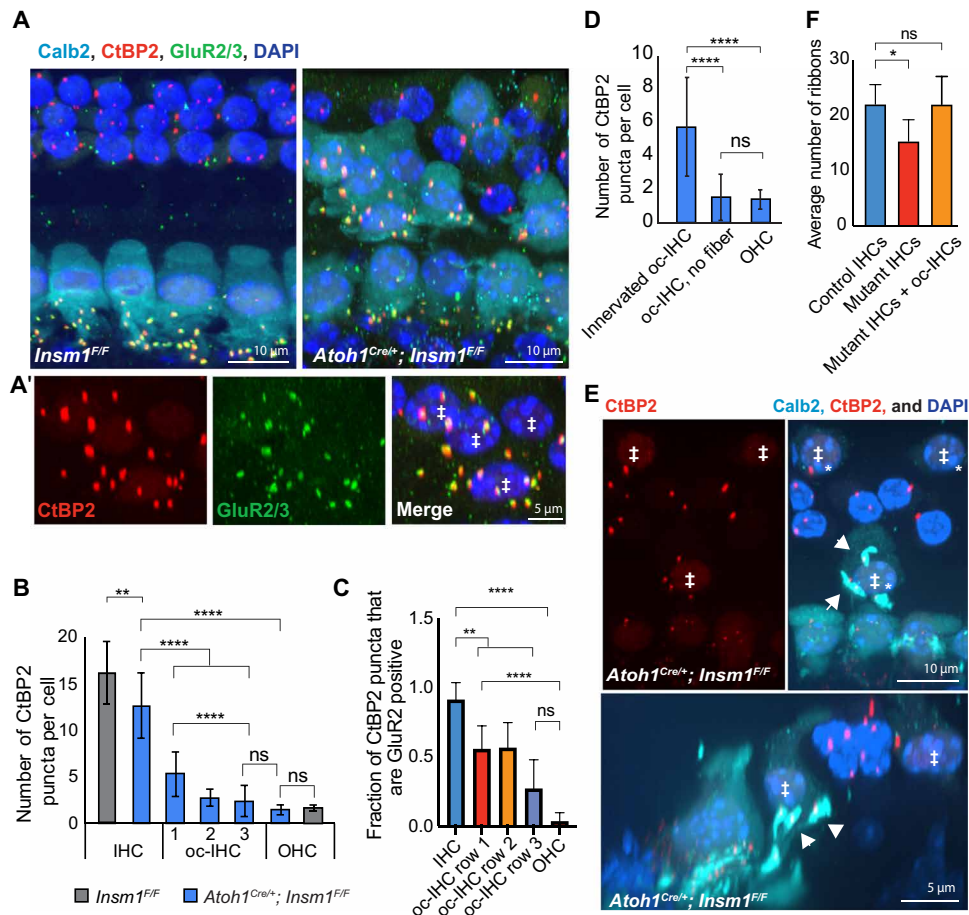 A
Calb2, CtBP2, GluR2/3, DAPI
Insm1F/F
10 µm
Atoh1Cre/+; Insm1F/F
10 µm
A'
CtBP2
GluR2/3
Merge
‡
‡
‡
‡
5 µm
B
Number of CtBP2
puncta per cell
20
15
10
5
0
**
****
****
****
ns
ns
1
2
3
IHC
oc-IHC
OHC
Insm1F/F
Atoh1Cre/+; Insm1F/F
C
Fraction of CtBP2 puncta that
are GluR2 positive
1.5
1.0
0.5
0.0
****
**
****
ns
IHC
oc-IHC row 1
oc-IHC row 2
oc-IHC row 3
OHC
D
Number of CtBP2
puncta per cell
10
8
6
4
2
0
****
****
ns
Innervated oc-IHC
oc-IHC, no fiber
OHC
F
Average number of ribbons
30
20
10
0
ns
*
Control IHCs
Mutant IHCs
Mutant IHCs + oc-IHCs
E
CtBP2
Calb2, CtBP2, and DAPI
‡
‡
‡
*
‡
*
‡
‡
*
Atoh1Cre/+; Insm1F/F
10 µm
‡
‡
Atoh1Cre/+; Insm1F/F
5 µm